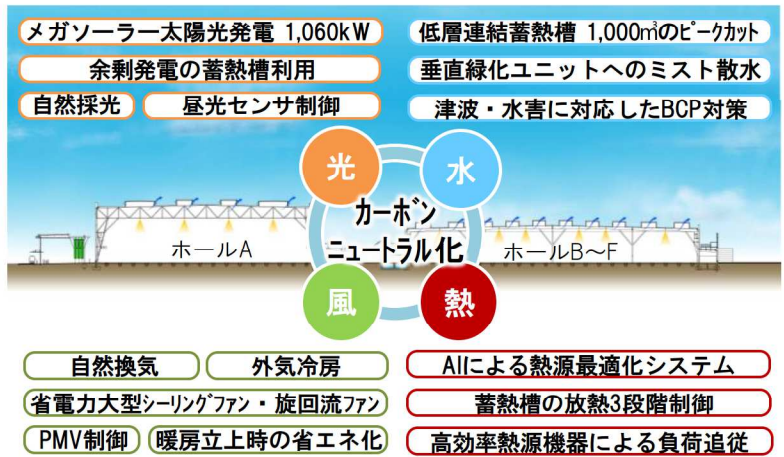 メガソーラー太陽光発電 1,060kW
余剰発電の蓄熱槽利用
自然採光
昼光センサ制御
低層連結蓄熱槽 1,000㎥のピークカット
垂直緑化ユニットへのミスト散水
津波・水害に対応したBCP対策
光
水
カーボン
ニュートラル化
ホールA
ホールB～F
風
熱
自然換気
外気冷房
省電力大型シーリングファン・旋回流ファン
PMV制御
暖房立上時の省エネ化
AIによる熱源最適化システム
蓄熱槽の放熱3段階制御
高効率熱源機器による負荷追従